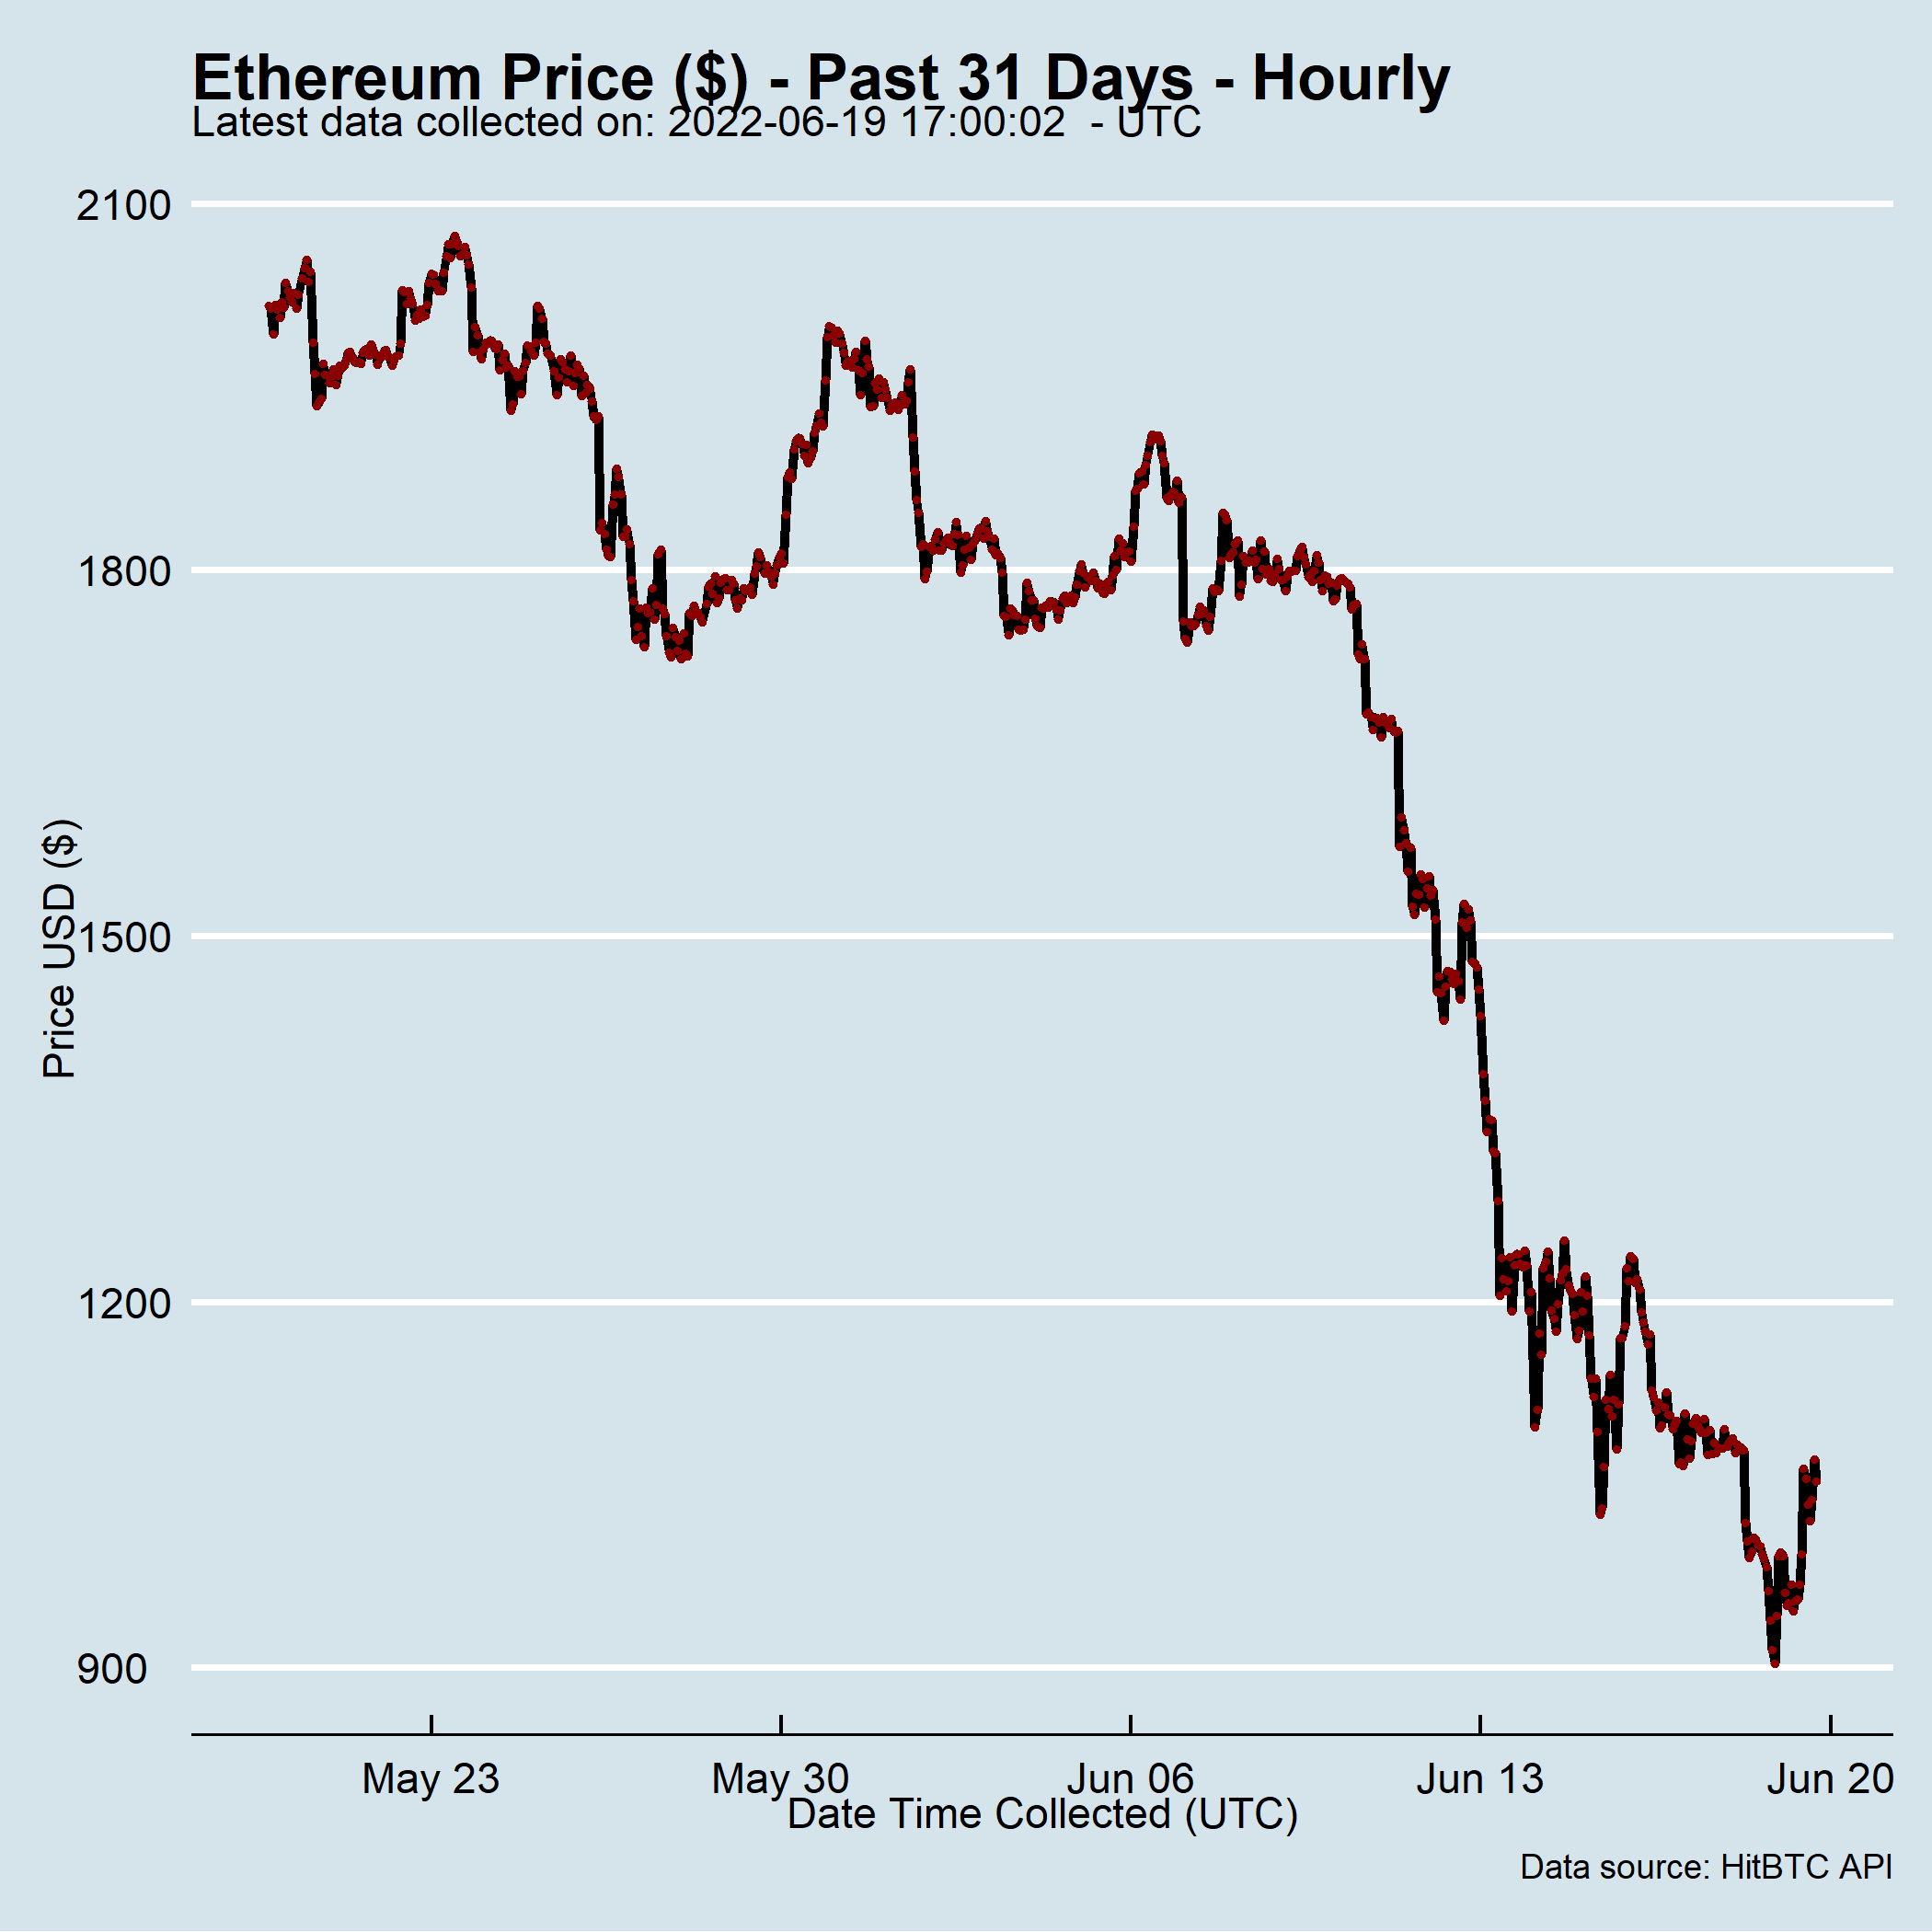 Ethereum Price ($) - Past 31 Days - Hourly
Latest data collected on: 2022-06-19 17:00:02  - UTC
2100
1800
1500
1200
900
Price USD ($)
May 23 May 30 Jun 06 Jun 13 Jun 20
Date Time Collected (UTC)
Data source: HitBTC API